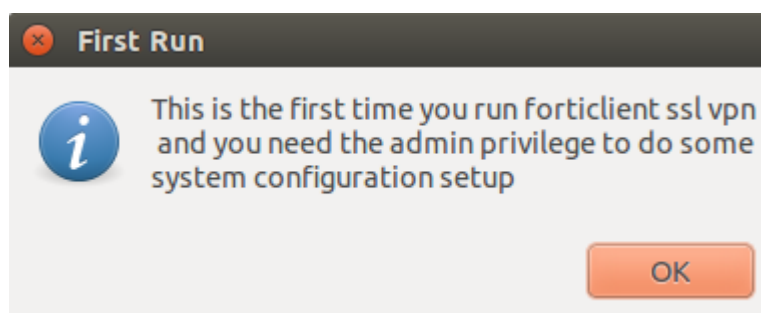 First Run
This is the first time you run forticlient ssl vpn
and you need the admin privilege to do some
system configuration setup
OK